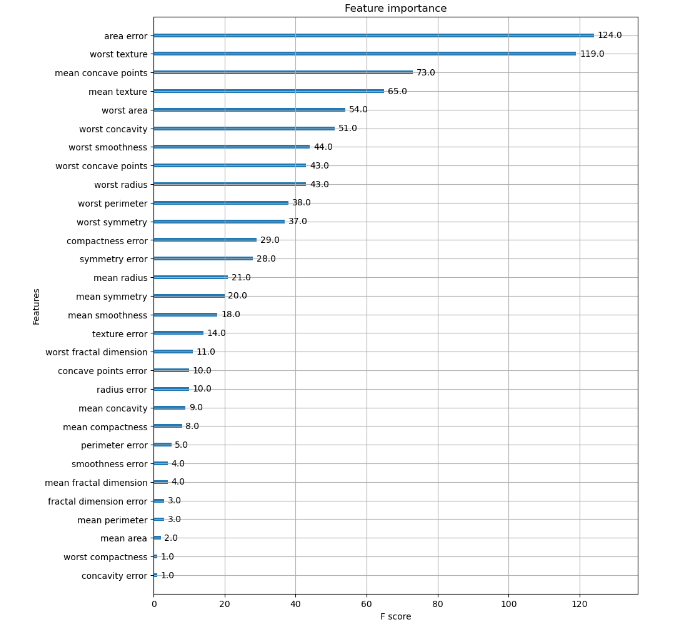 Feature importance
area error 124.0
worst texture 119.0
mean concave points 73.0
mean texture 65.0
worst area 54.0
worst concavity 51.0
worst smoothness 44.0
worst concave points 43.0
worst radius 43.0
worst perimeter 38.0
worst symmetry 37.0
compactness error 29.0
symmetry error 28.0
mean radius 21.0
mean symmetry 20.0
mean smoothness 18.0
texture error 14.0
worst fractal dimension 11.0
concave points error 10.0
radius error 10.0
mean concavity 9.0
mean compactness 8.0
perimeter error 5.0
smoothness error 4.0
mean fractal dimension 4.0
fractal dimension error 3.0
mean perimeter 3.0
mean area 2.0
worst compactness 1.0
concavity error 1.0
0 20 40 60 80 100 120
F score
Features